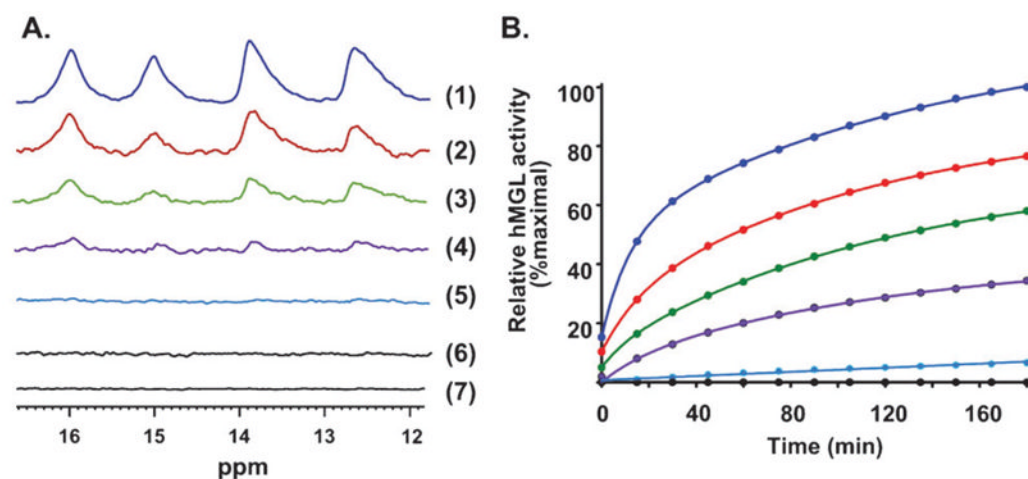 A.
(1)
(2)
(3)
(4)
(5)
(6)
(7)
16 15 14 13 12
ppm
B.
Relative hMGL activity
(%maximal)
100
80
60
40
20
0 40 80 120 160
Time (min)